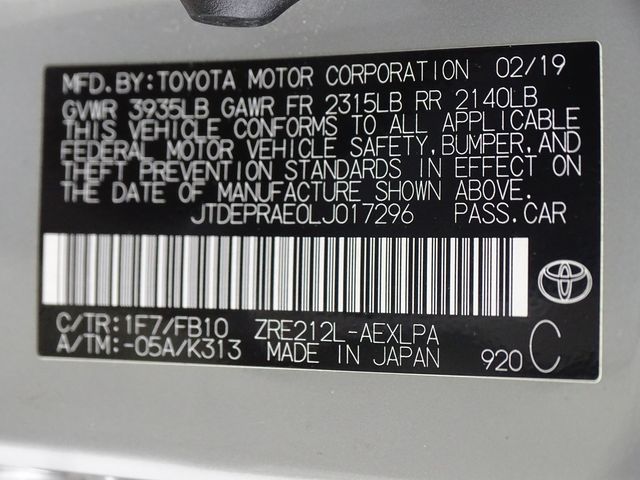 MFD.BY:TOYOTA MOTOR CORPORATION 02/19
GVWR 3935LB GAWR FR 2315LB RR 2140LB
THIS VEHICLE CONFORMS TO ALL APPLICABLE
FEDERAL MOTOR VEHICLE SAFETY,BUMPER,AND
THEFT PREVENTION STANDARDS IN EFFECT ON
THE DATE OF MANUFACTURE SHOWN ABOVE.
JTDEPRAE0LJ017296 PASS.CAR
C/TR:1F7/FB10 ZRE212L-AEXLPA
A/TM:-05A/K313 MADE IN JAPAN 920 C